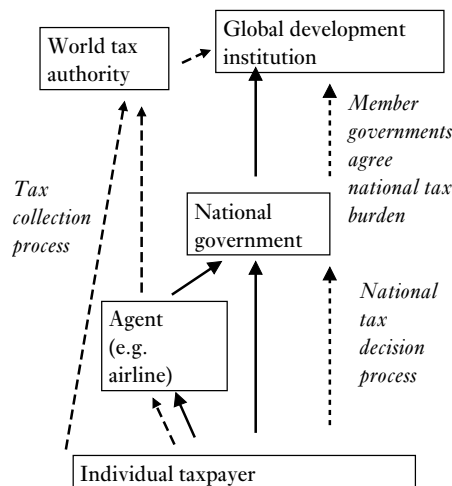 World tax
authority
Global development
institution
Member
governments
agree
national tax
burden
Tax
collection
process
National
government
Agent
(e.g.
airline)
National
tax
decision
process
Individual taxpayer